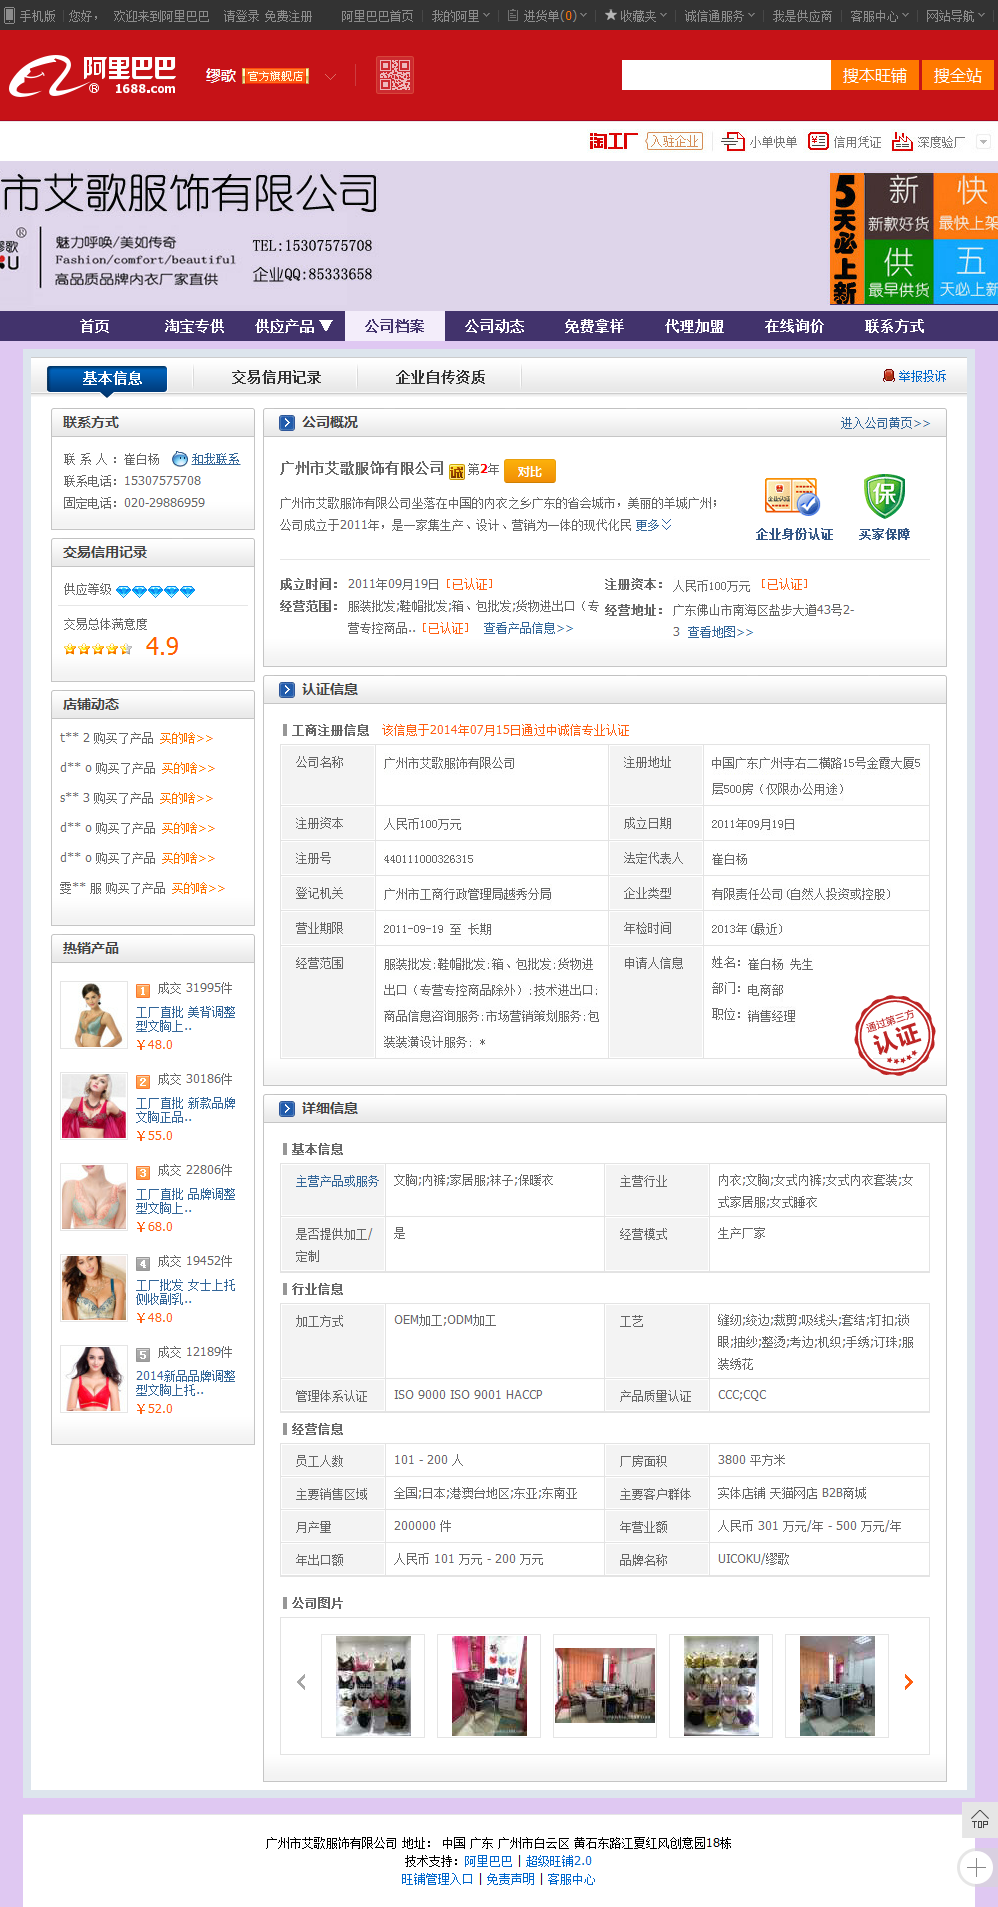 手机版 您好， 欢迎来到阿里巴巴 请登录 免费注册 阿里巴巴首页 我的阿里 进货单(0) 收藏夹 诚信通服务 我是供应商 客服中心 网站导航
阿里巴巴
1688.com
缪歌 官方旗舰店
搜本旺铺 搜全站
淘工厂 入驻企业 小单快单 信用凭证 深度验厂
市艾歌服饰有限公司
缪歌®
魅力呼唤/美如传奇
Fashion/comfort/beautiful
高品质品牌内衣厂家直供
TEL:15307575708
企业QQ:85333658
5天必上新
新 快
新款好货 最快上架
供 五
最早供货 天必上新
首页 淘宝专供 供应产品▼ 公司档案 公司动态 免费拿样 代理加盟 在线询价 联系方式
基本信息 交易信用记录 企业自传资质 举报投诉
联系方式
联 系 人： 崔白杨 和我联系
联系电话： 15307575708
固定电话： 020-29886959
交易信用记录
供应等级
交易总体满意度
4.9
店铺动态
t** 2 购买了产品 买的啥>>
d** o 购买了产品 买的啥>>
s** 3 购买了产品 买的啥>>
d** o 购买了产品 买的啥>>
d** o 购买了产品 买的啥>>
雯** 服 购买了产品 买的啥>>
热销产品
1 成交 31995件
工厂直批 美背调整
型文胸上..
￥48.0
2 成交 30186件
工厂直批 新款品牌
文胸正品..
￥55.0
3 成交 22806件
工厂直批 品牌调整
型文胸上..
￥68.0
4 成交 19452件
工厂批发 女士上托
侧收副乳..
￥48.0
5 成交 12189件
2014新品品牌调整
型文胸上托..
￥52.0
公司概况 进入公司黄页>>
广州市艾歌服饰有限公司 诚 第2年 对比
广州市艾歌服饰有限公司坐落在中国的内衣之乡广东的省会城市，美丽的羊城广州；
公司成立于2011年，是一家集生产、设计、营销为一体的现代化民 更多
企业身份认证 保 买家保障
成立时间： 2011年09月19日 [已认证]
注册资本： 人民币100万元 [已认证]
经营范围： 服装批发;鞋帽批发;箱、包批发;货物进出口（专
营专控商品.. [已认证] 查看产品信息>>
经营地址： 广东佛山市南海区盐步大道43号2-
3 查看地图>>
认证信息
工商注册信息 该信息于2014年07月15日通过中诚信专业认证
公司名称 广州市艾歌服饰有限公司 注册地址 中国广东广州寺右二横路15号金霞大厦5
层500房（仅限办公用途）
注册资本 人民币100万元 成立日期 2011年09月19日
注册号 440111000326315 法定代表人 崔白杨
登记机关 广州市工商行政管理局越秀分局 企业类型 有限责任公司(自然人投资或控股)
营业期限 2011-09-19 至 长期 年检时间 2013年(最近)
经营范围 服装批发;鞋帽批发;箱、包批发;货物进
出口（专营专控商品除外）;技术进出口;
商品信息咨询服务;市场营销策划服务;包
装装潢设计服务; *
申请人信息 姓名： 崔白杨 先生
部门： 电商部
职位： 销售经理
通过第三方
认证
详细信息
基本信息
主营产品或服务 文胸;内裤;家居服;袜子;保暖衣 主营行业 内衣;文胸;女式内裤;女式内衣套装;女
式家居服;女式睡衣
是否提供加工/
定制 是 经营模式 生产厂家
行业信息
加工方式 OEM加工;ODM加工 工艺 缝纫;绞边;裁剪;吸线头;套结;钉扣;锁
眼;抽纱;整烫;考边;机织;手绣;订珠;服
装绣花
管理体系认证 ISO 9000 ISO 9001 HACCP 产品质量认证 CCC;CQC
经营信息
员工人数 101 - 200 人 厂房面积 3800 平方米
主要销售区域 全国;日本;港澳台地区;东亚;东南亚 主要客户群体 实体店铺 天猫网店 B2B商城
月产量 200000 件 年营业额 人民币 301 万元/年 - 500 万元/年
年出口额 人民币 101 万元 - 200 万元 品牌名称 UICOKU/缪歌
公司图片
TOP
广州市艾歌服饰有限公司 地址： 中国 广东 广州市白云区 黄石东路江夏红风创意园18栋
技术支持：阿里巴巴 | 超级旺铺2.0
旺铺管理入口 | 免责声明 | 客服中心